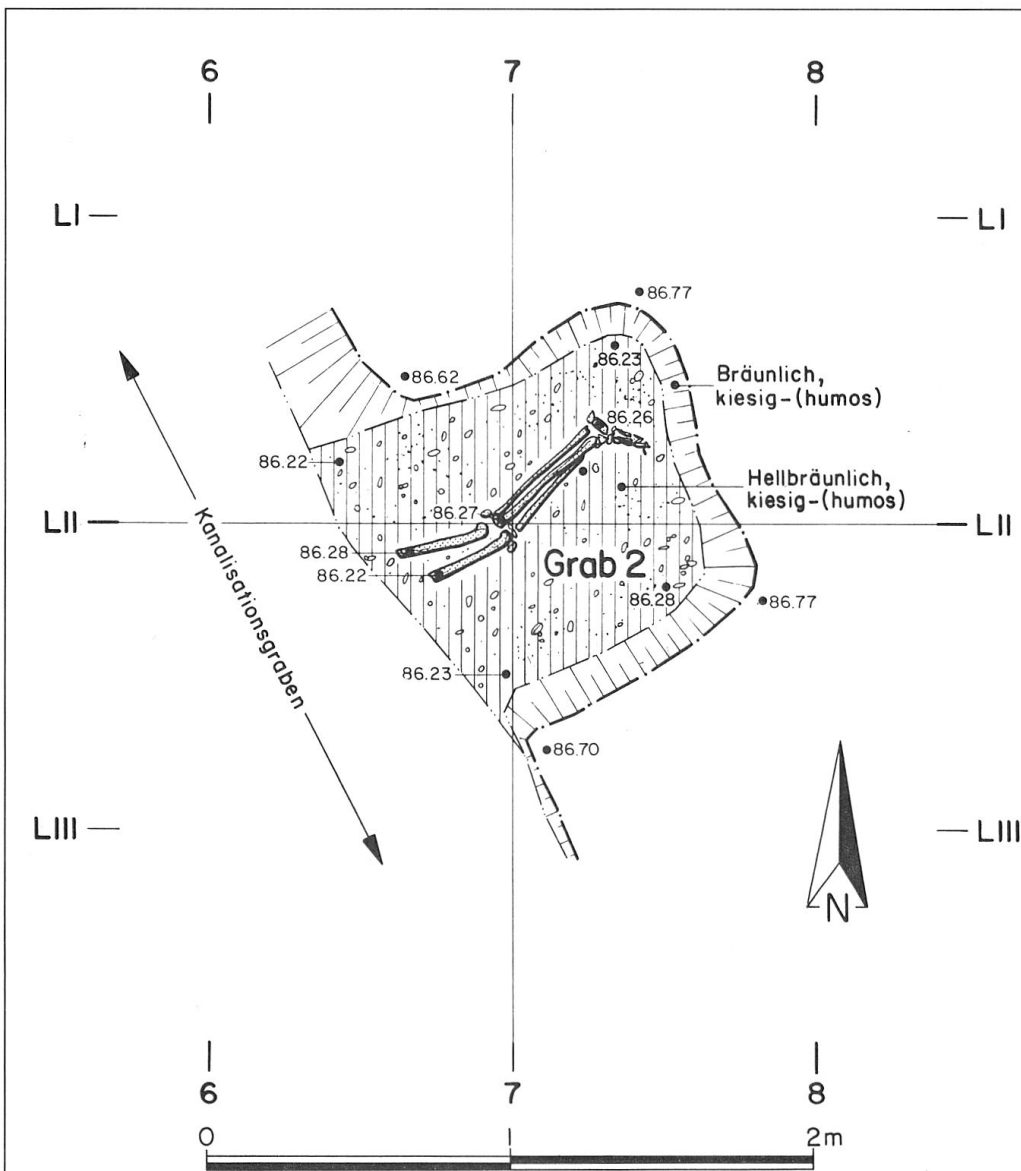 6 7 8
LI LI
86.77
86.23
86.62
Bräunlich,
kiesig-(humos)
86.26
86.22
Hellbräunlich,
kiesig-(humos)
86.27
LII LII
86.28
Grab 2
86.22
86.28
86.77
Kanalisationsgraben
86.23
86.70
LIII LIII
N
6 7 8
0 1 2m